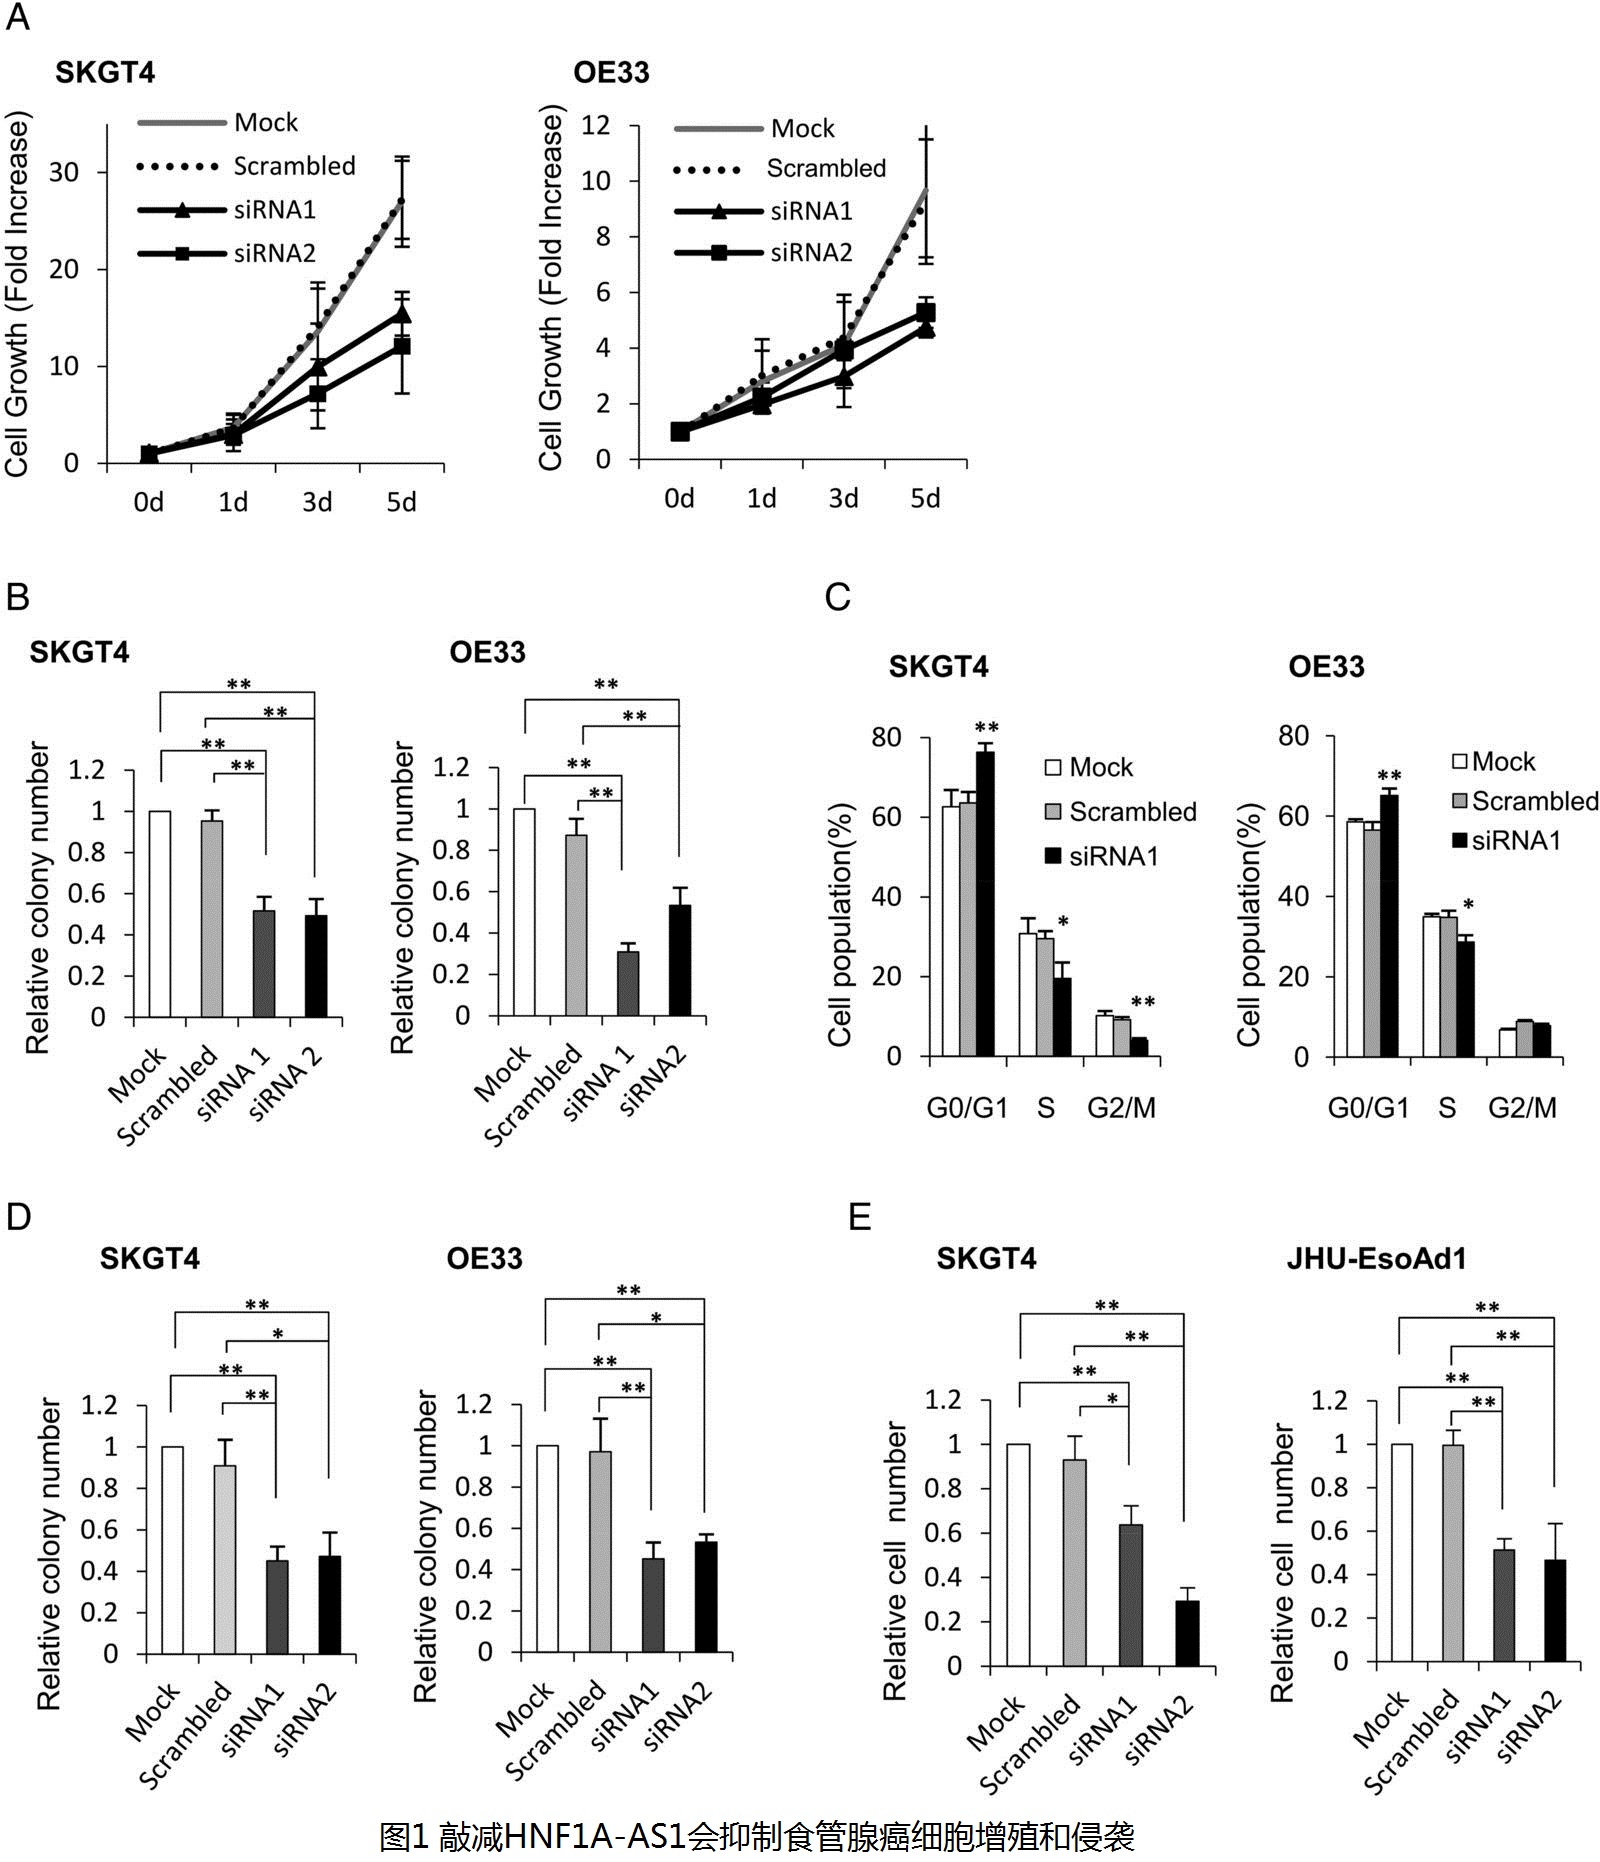 A
SKGT4
Cell Growth (Fold Increase)
30
20
10
0
Mock
Scrambled
siRNA1
siRNA2
0d 1d 3d 5d
OE33
Cell Growth (Fold Increase)
12
10
8
6
4
2
0
Mock
Scrambled
siRNA1
siRNA2
0d 1d 3d 5d
B
SKGT4
Relative colony number
**
**
**
**
1.2
1
0.8
0.6
0.4
0.2
0
Mock Scrambled siRNA 1 siRNA 2
OE33
Relative colony number
**
**
**
**
1.2
1
0.8
0.6
0.4
0.2
0
Mock Scrambled siRNA 1 siRNA2
C
SKGT4
Cell population(%)
80
60
40
20
0
** * **
Mock
Scrambled
siRNA1
G0/G1 S G2/M
OE33
Cell population(%)
80
60
40
20
0
** *
Mock
Scrambled
siRNA1
G0/G1 S G2/M
D
SKGT4
Relative colony number
**
*
**
**
1.2
1
0.8
0.6
0.4
0.2
0
Mock Scrambled siRNA1 siRNA2
OE33
Relative colony number
**
*
**
**
1.2
1
0.8
0.6
0.4
0.2
0
Mock Scrambled siRNA1 siRNA2
E
SKGT4
Relative cell number
**
**
**
*
1.2
1
0.8
0.6
0.4
0.2
0
Mock Scrambled siRNA1 siRNA2
JHU-EsoAd1
Relative cell number
**
**
**
**
1.2
1
0.8
0.6
0.4
0.2
0
Mock Scrambled siRNA1 siRNA2
图1 敲减HNF1A-AS1会抑制食管腺癌细胞增殖和侵袭